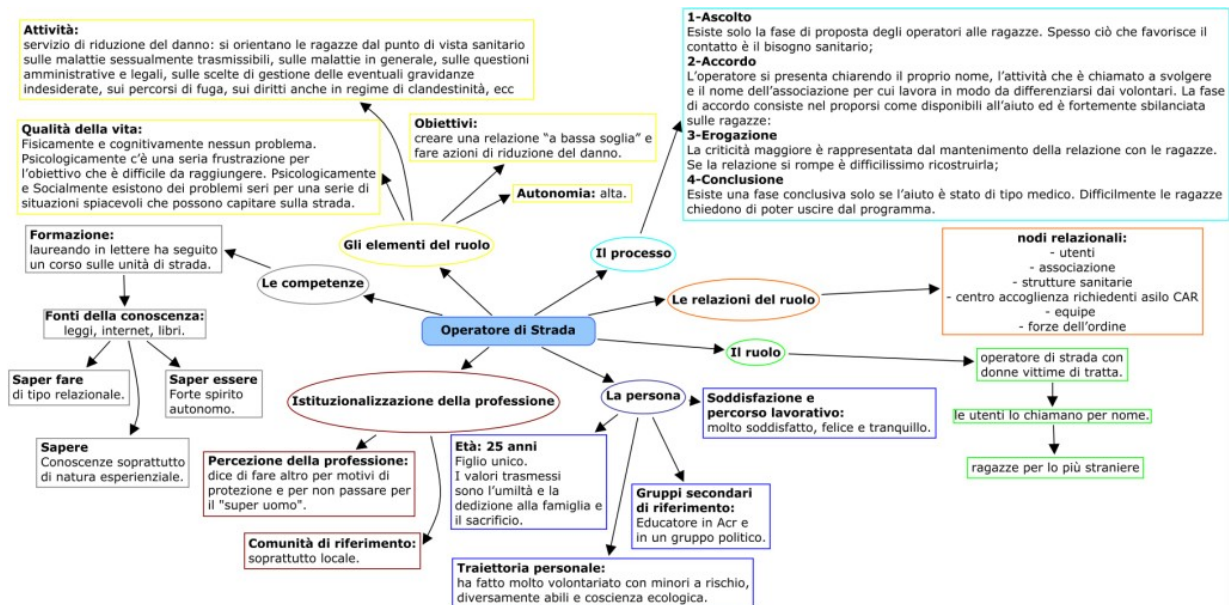 Attività:
servizio di riduzione del danno: si orientano le ragazze dal punto di vista sanitario
sulle malattie sessualmente trasmissibili, sulle malattie in generale, su questioni
amministrative e legali, sulle scelte di gestione delle eventuali gravidanze
indesiderate, sui percorsi di fuga, sui diritti anche in regime di clandestinità, ecc
Qualità della vita:
Fisicamente e cognitivamente nessun problema.
Psicologicamente c'è una seria frustrazione per
l'obiettivo che è difficile da raggiungere. Psicologicamente
e Socialmente esistono dei problemi seri per una serie di
situazioni spiacevoli che possono capitare sulla strada.
Obiettivi:
creare una relazione "a bassa soglia" e
fare azioni di riduzione del danno.
Autonomia: alta.
Gli elementi del ruolo
1-Ascolto
Esiste solo la fase di proposta degli operatori alle ragazze. Spesso ciò che favorisce il
contatto è il bisogno sanitario;
2-Accordo
L'operatore si presenta chiarendo il proprio nome, l'attività che è chiamato a svolgere
e il nome dell'associazione per cui lavora in modo da differenziarsi dai volontari. La fase
di accordo consiste nel proporsi come disponibili all'aiuto ed è fortemente sbilanciata
sulle ragazze:
3-Erogazione
La criticità maggiore è rappresentata dal mantenimento della relazione con le ragazze.
Se la relazione si rompe è difficilissimo ricostruirla;
4-Conclusione
Esiste una fase conclusiva solo se l'aiuto è stato di tipo medico. Difficilmente le ragazze
chiedono di poter uscire dal programma.
Il processo
Formazione:
laureando in lettere ha seguito
un corso sulle unità di strada.
Le competenze
Fonti della conoscenza:
leggi, internet, libri.
Saper fare
di tipo relazionale.
Saper essere
Forte spirito
autonomo.
Sapere
Conoscenze soprattutto
di natura esperienziale.
Operatore di Strada
Le relazioni del ruolo
nodi relazionali:
- utenti
- associazione
- strutture sanitarie
- centro accoglienza richiedenti asilo CAR
- equipe
- forze dell'ordine
Il ruolo
operatore di strada con
donne vittime di tratta.
le utenti lo chiamano per nome.
ragazze per lo più straniere
Istituzionalizzazione della professione
Percezione della professione:
dice di fare altro per motivi di
protezione e per non passare per
il "super uomo".
Comunità di riferimento:
soprattutto locale.
La persona
Soddisfazione e
percorso lavorativo:
molto soddisfatto, felice e tranquillo.
Età: 25 anni
Figlio unico.
I valori trasmessi
sono l'umiltà e la
dedizione alla famiglia e
il sacrificio.
Gruppi secondari
di riferimento:
Educatore in Acr e
in un gruppo politico.
Traiettoria personale:
ha fatto molto volontariato con minori a rischio,
diversamente abili e coscienza ecologica.